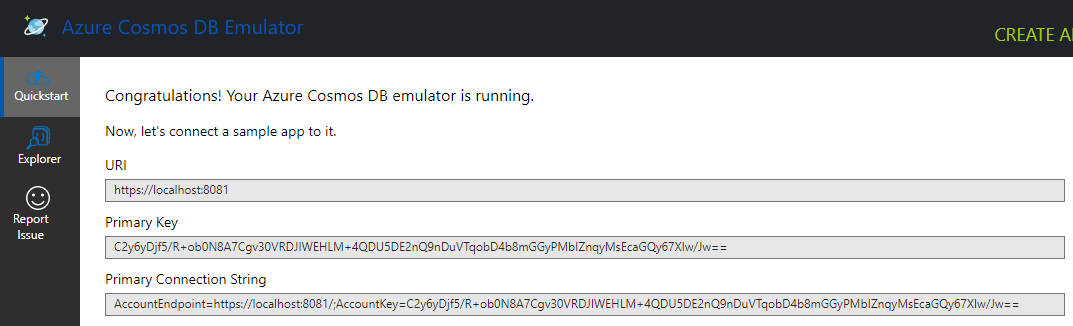 Azure Cosmos DB Emulator
CREATE A
Quickstart
Explorer
Report
Issue
Congratulations! Your Azure Cosmos DB emulator is running.
Now, let's connect a sample app to it.
URI
https://localhost:8081
Primary Key
C2y6yDjf5/R+ob0N8A7Cgv30VRDJIWEHLM+4QDU5DE2nQ9nDuVTqobD4b8mGGyPMbIZnqyMsEcaGQy67XIw/Jw==
Primary Connection String
AccountEndpoint=https://localhost:8081/;AccountKey=C2y6yDjf5/R+ob0N8A7Cgv30VRDJIWEHLM+4QDU5DE2nQ9nDuVTqobD4b8mGGyPMbIZnqyMsEcaGQy67XIw/Jw==